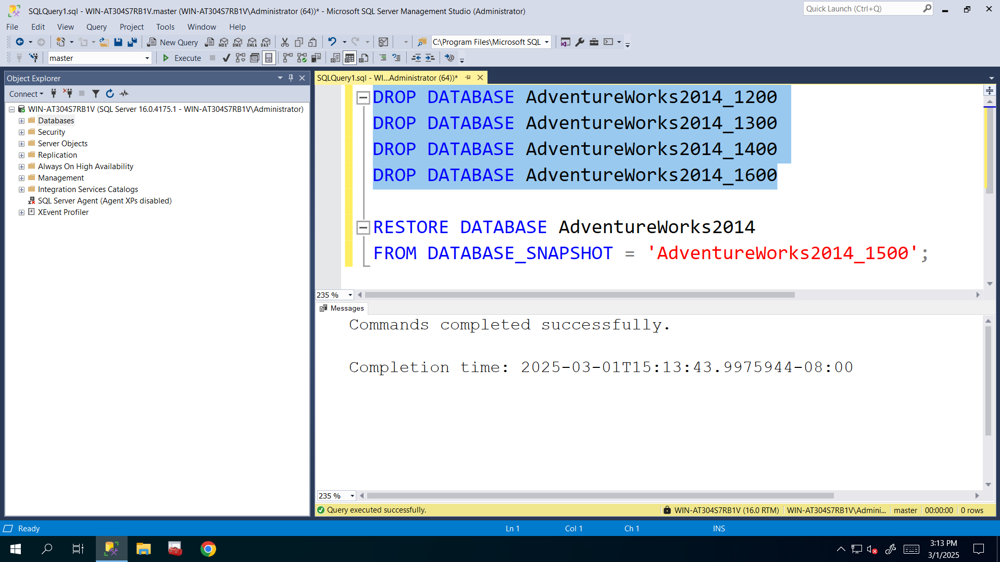 SQLQuery1.sql - WIN-AT304S7RB1V.master (WIN-AT304S7RB1V\Administrator (64))* - Microsoft SQL Server Management Studio (Administrator)
Quick Launch (Ctrl+Q)
File Edit View Query Project Tools Window Help
New Query MDX DMX XMLA DAX C:\Program Files\Microsoft SQL
master Execute
Object Explorer
Connect
WIN-AT304S7RB1V (SQL Server 16.0.4175.1 - WIN-AT304S7RB1V\Administrator)
Databases
Security
Server Objects
Replication
Always On High Availability
Management
Integration Services Catalogs
SQL Server Agent (Agent XPs disabled)
XEvent Profiler
SQLQuery1.sql - WI...Administrator (64))*
DROP DATABASE AdventureWorks2014_1200
DROP DATABASE AdventureWorks2014_1300
DROP DATABASE AdventureWorks2014_1400
DROP DATABASE AdventureWorks2014_1600
RESTORE DATABASE AdventureWorks2014
FROM DATABASE_SNAPSHOT = 'AdventureWorks2014_1500';
235 %
Messages
Commands completed successfully.
Completion time: 2025-03-01T15:13:43.9975944-08:00
235 %
Query executed successfully. WIN-AT304S7RB1V (16.0 RTM) WIN-AT304S7RB1V\Admini... master 00:00:00 0 rows
Ready Ln 1 Col 1 Ch 1 INS
3:13 PM
3/1/2025